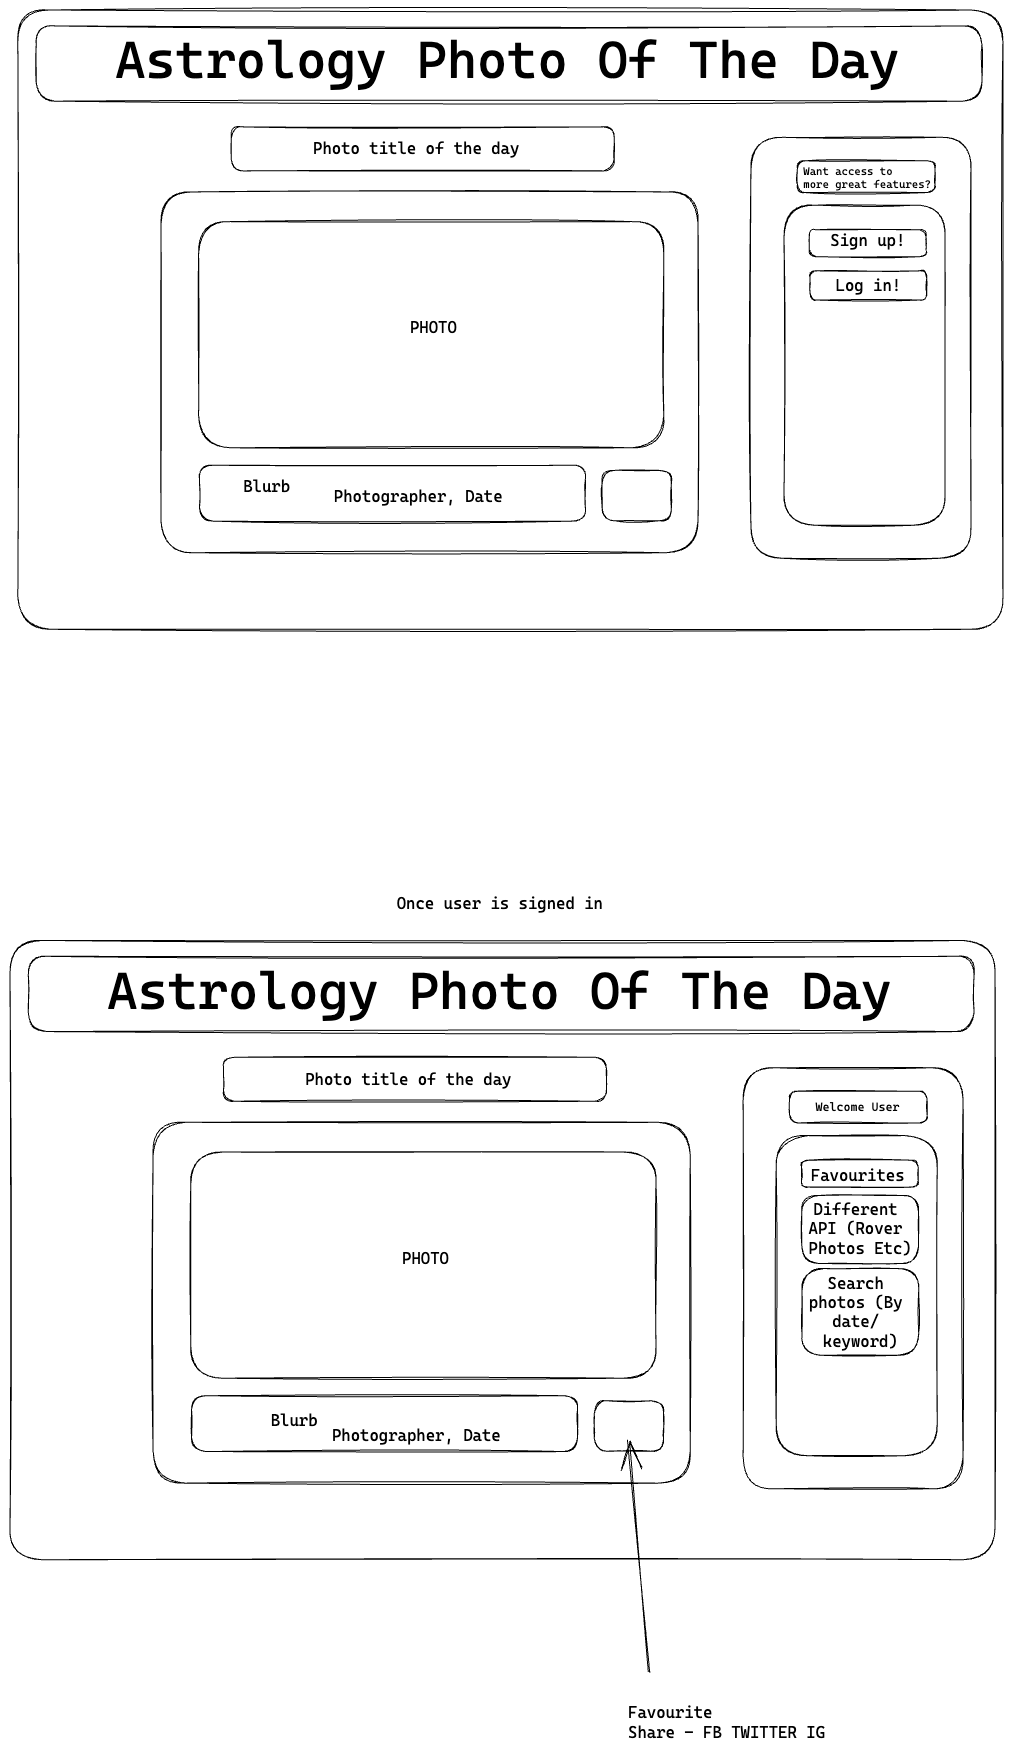 Astrology Photo Of The Day
Photo title of the day
Want access to
more great features?
Sign up!
Log in!
PHOTO
Blurb
Photographer, Date
Once user is signed in
Astrology Photo Of The Day
Photo title of the day
Welcome User
Favourites
Different
API (Rover
Photos Etc)
Search
photos (By
date/
keyword)
PHOTO
Blurb
Photographer, Date
Favourite
Share - FB TWITTER IG